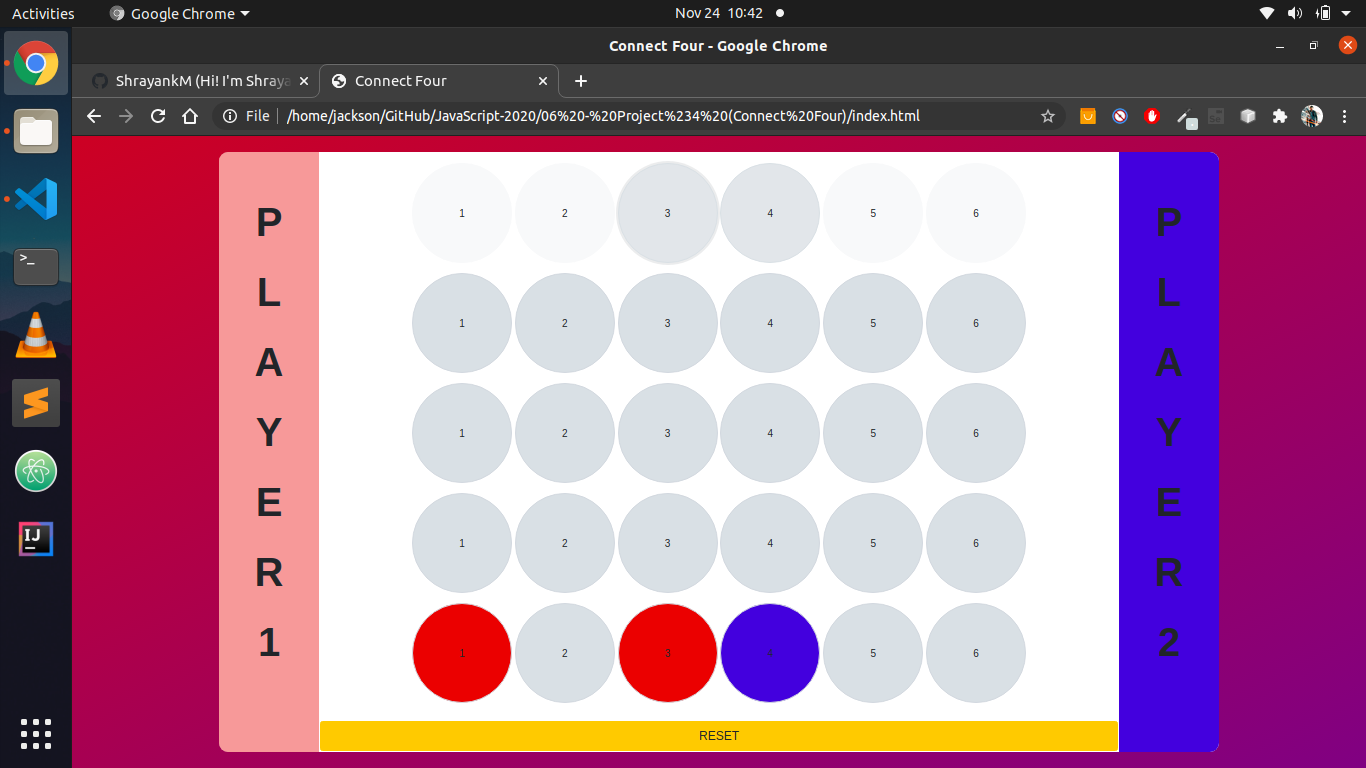 Activities Google Chrome Nov 24 10:42
Connect Four - Google Chrome
ShrayankM (Hi! I'm Shraya Connect Four
File /home/jackson/GitHub/JavaScript-2020/06%20-%20Project%234%20(Connect%20Four)/index.html
P
L
A
Y
E
R
1
1 2 3 4 5 6
1 2 3 4 5 6
1 2 3 4 5 6
1 2 3 4 5 6
1 2 3 4 5 6
RESET
P
L
A
Y
E
R
2
>_
IJ